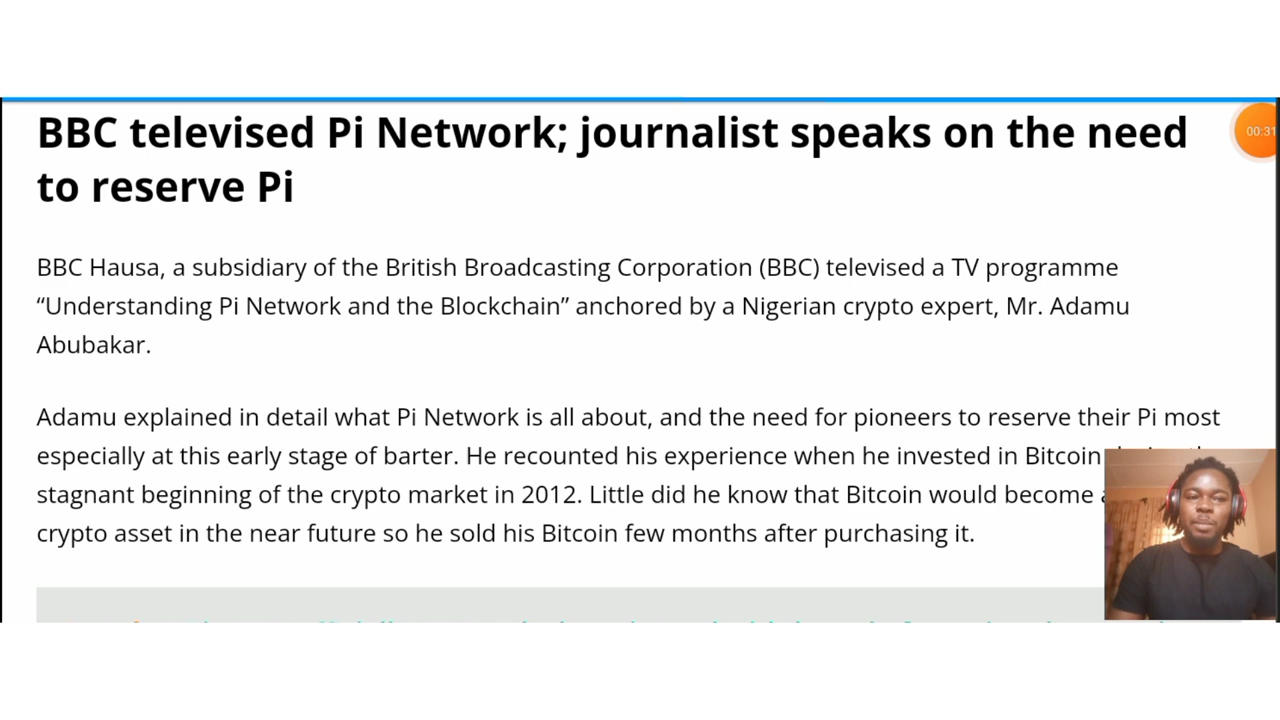 BBC televised Pi Network; journalist speaks on the need
to reserve Pi
00:31
BBC Hausa, a subsidiary of the British Broadcasting Corporation (BBC) televised a TV programme
“Understanding Pi Network and the Blockchain” anchored by a Nigerian crypto expert, Mr. Adamu
Abubakar.
Adamu explained in detail what Pi Network is all about, and the need for pioneers to reserve their Pi most
especially at this early stage of barter. He recounted his experience when he invested in Bitcoin
stagnant beginning of the crypto market in 2012. Little did he know that Bitcoin would become
crypto asset in the near future so he sold his Bitcoin few months after purchasing it.